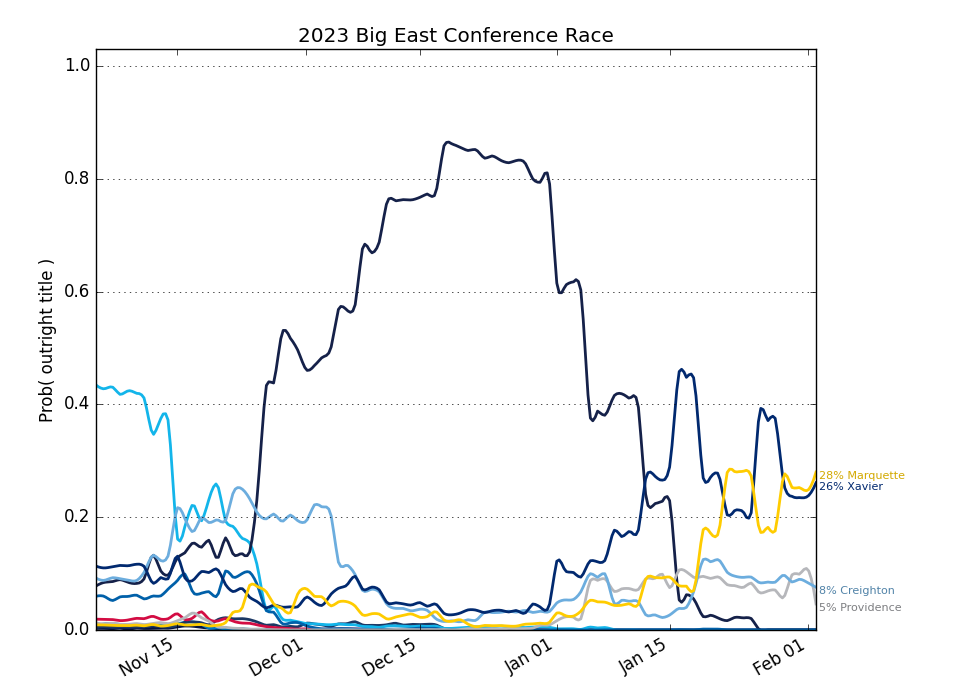 2023 Big East Conference Race
Prob( outright title )
1.0
0.8
0.6
0.4
0.2
0.0
28% Marquette
26% Xavier
8% Creighton
5% Providence
Nov 15
Dec 01
Dec 15
Jan 01
Jan 15
Feb 01